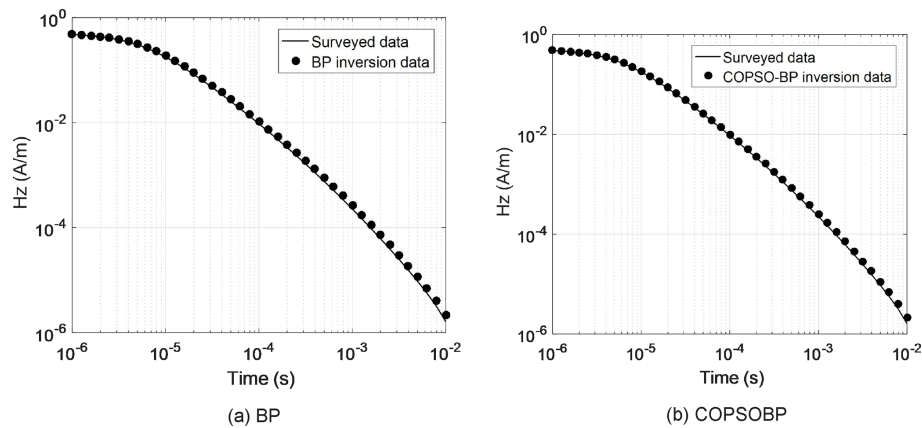 10^0
10^-2
10^-4
10^-6
Hz (A/m)
Surveyed data
BP inversion data
10^-6 10^-5 10^-4 10^-3 10^-2
Time (s)
(a) BP
10^0
10^-2
10^-4
10^-6
Hz (A/m)
Surveyed data
COPSO-BP inversion data
10^-6 10^-5 10^-4 10^-3 10^-2
Time (s)
(b) COPSOBP